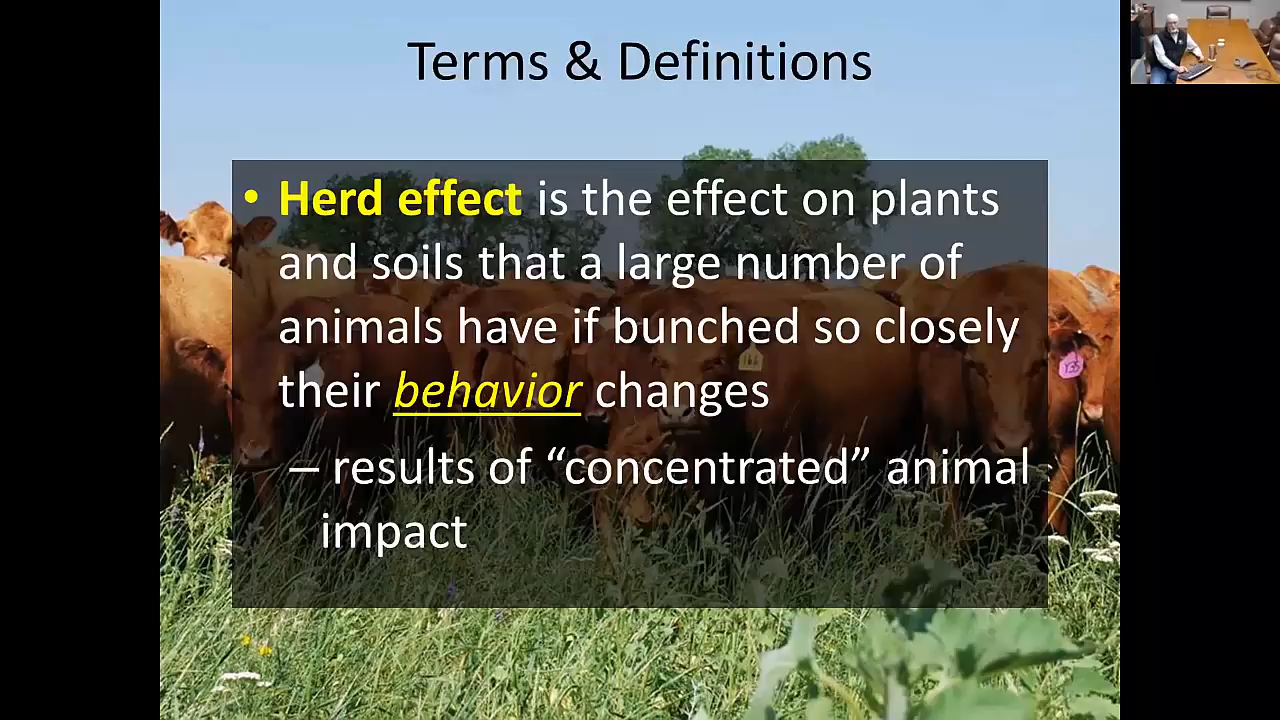 Terms & Definitions
• Herd effect is the effect on plants
and soils that a large number of
animals have if bunched so closely
their behavior changes
– results of “concentrated” animal
impact